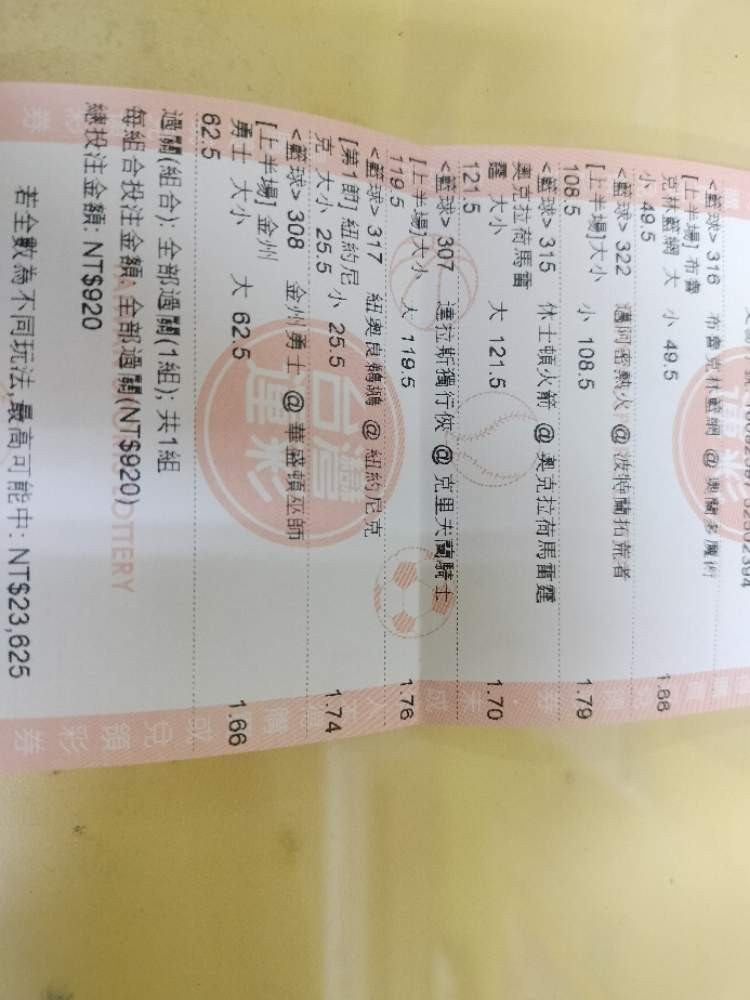 <籃球> 316 布魯克林籃網 @ 奧蘭多魔術
[上半場] 布魯
克林籃網 大 小 49.5 1.66
小 49.5
<籃球> 322 邁阿密熱火 @ 波特蘭拓荒者
[上半場]大小 小 108.5 1.79
108.5
<籃球> 315 休士頓火箭 @ 奧克拉荷馬雷霆
奧克拉荷馬雷
霆 大小 大 121.5 1.70
121.5
<籃球> 307 達拉斯獨行俠 @ 克里夫蘭騎士
[上半場]大小 大 119.5 1.76
119.5
<籃球> 317 紐奧良鵜鶘 @ 紐約尼克
[第1節] 紐約尼
克 大小 25.5 小 25.5 1.74
<籃球> 308 金州勇士 @ 華盛頓巫師
[上半場] 金州
勇士 大小 大 62.5 1.66
62.5
過關(組合): 全部過關(1組); 共1組
每組合投注金額: 全部過關(NT$920)
總投注金額: NT$920
若全數為不同玩法,最高可能中: NT$23,625
台灣
運彩
LOTTERY